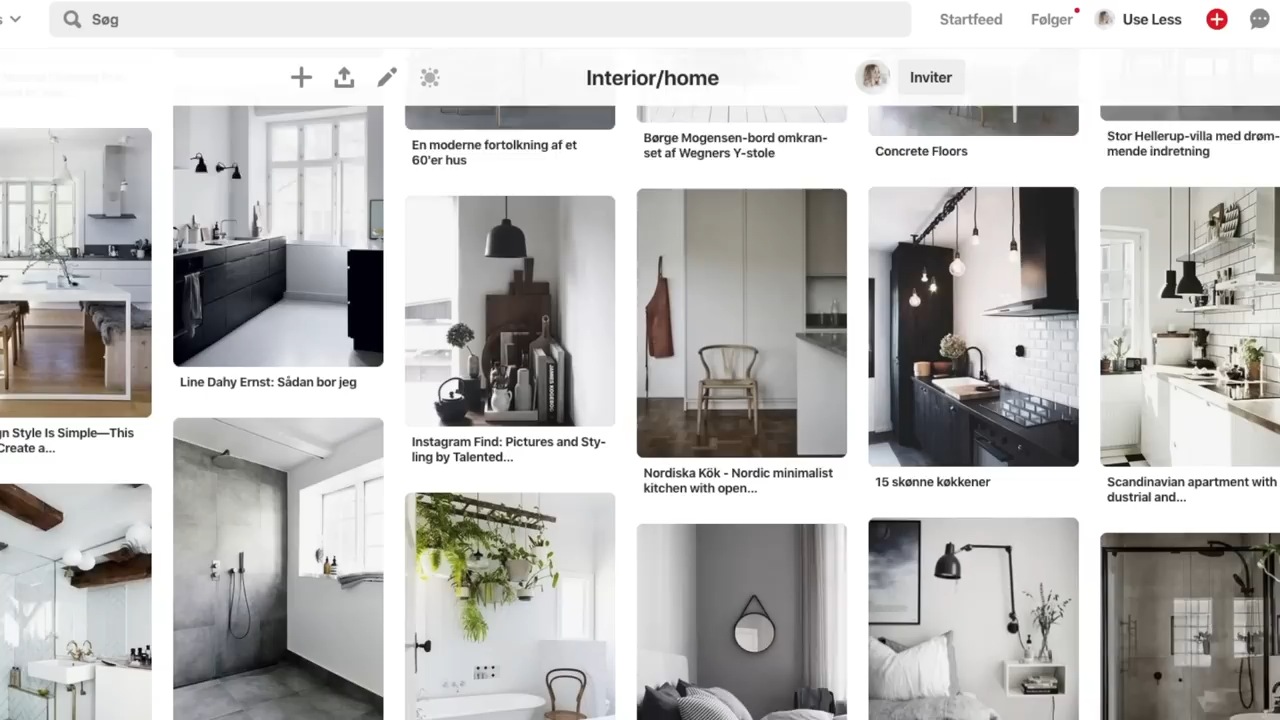 s
Søg
Startfeed
Følger
Use Less
Interior/home
Inviter
En moderne fortolkning af et
60'er hus
Børge Mogensen-bord omkran-
set af Wegners Y-stole
Concrete Floors
Stor Hellerup-villa med drøm-
mende indretning
Line Dahy Ernst: Sådan bor jeg
gn Style Is Simple—This
Create a...
Instagram Find: Pictures and Sty-
ling by Talented...
Nordiska Kök - Nordic minimalist
kitchen with open...
15 skønne køkkener
Scandinavian apartment with
dustrial and...